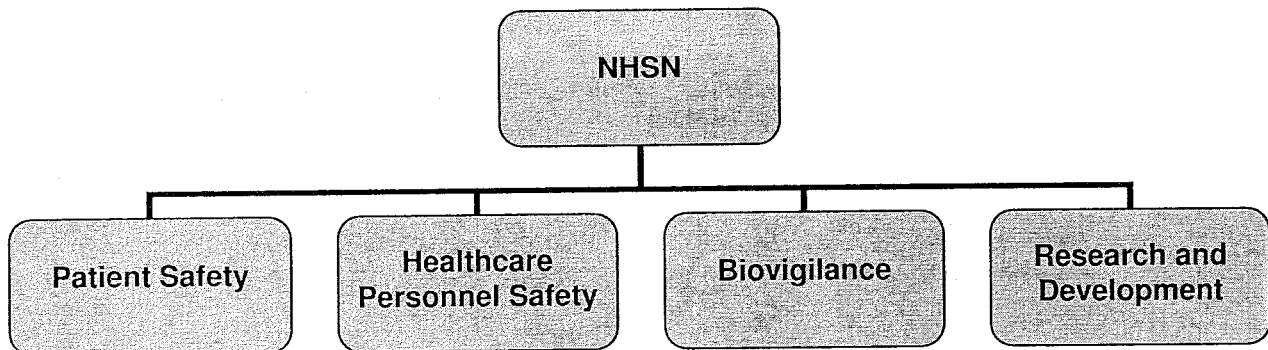 NHSN
Patient Safety
Healthcare
Personnel Safety
Biovigilance
Research and
Development